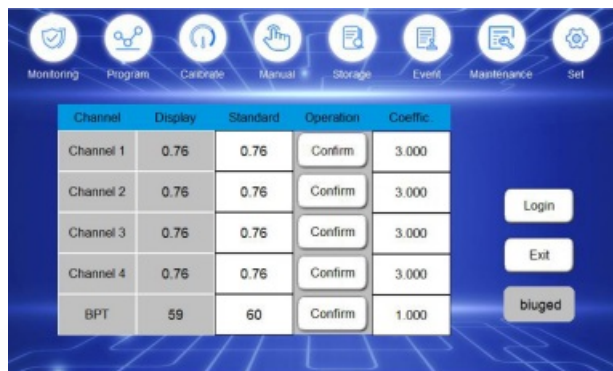 Monitoring Program Calibrate Manual Storage Event Maintenance Set
Channel Display Standard Operation Coeffic.
Channel 1 0.76 0.76 Confirm 3.000
Channel 2 0.76 0.76 Confirm 3.000
Channel 3 0.76 0.76 Confirm 3.000
Channel 4 0.76 0.76 Confirm 3.000
BPT 59 60 Confirm 1.000
Login
Exit
biuged